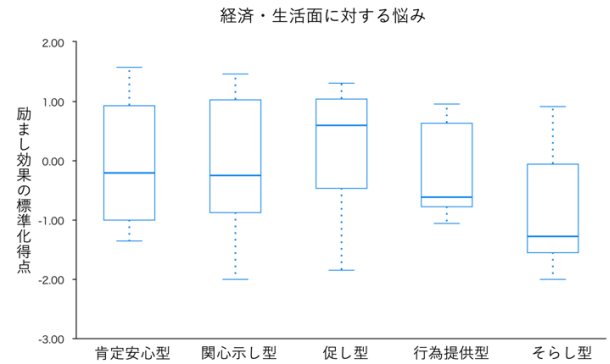 経済・生活面に対する悩み
励まし効果の標準化得点
2.00
1.00
0.00
-1.00
-2.00
-3.00
肯定安心型
関心示し型
促し型
行為提供型
そらし型